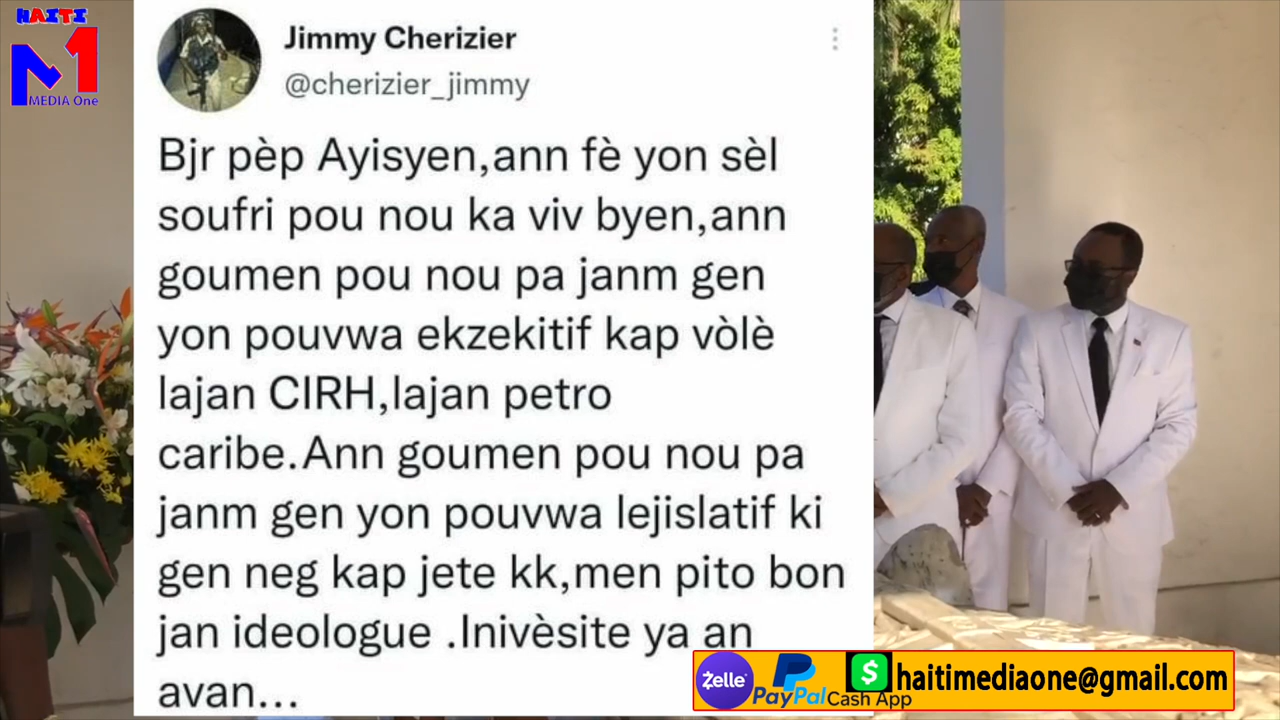 HAITI
M1
MEDIA One
Jimmy Cherizier
@cherizier_jimmy
Bjr pèp Ayisyen,ann fè yon sèl
soufri pou nou ka viv byen,ann
goumen pou nou pa janm gen
yon pouvwa ekzekitif kap vòlè
lajan CIRH,lajan petro
caribe.Ann goumen pou nou pa
janm gen yon pouvwa lejislatif ki
gen neg kap jete kk,men pito bon
jan ideologue .Inivèsite ya an
avan...
Zelle
PayPal
$
Cash App
haitimediaone@gmail.com